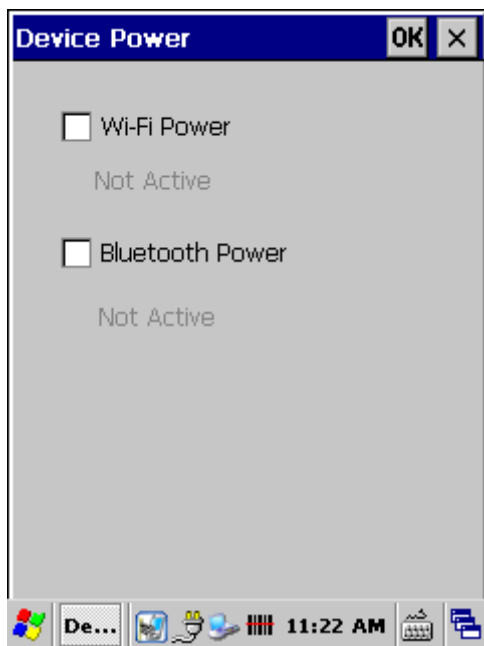 Device Power OK
Wi-Fi Power
Not Active
Bluetooth Power
Not Active
De... 11:22 AM